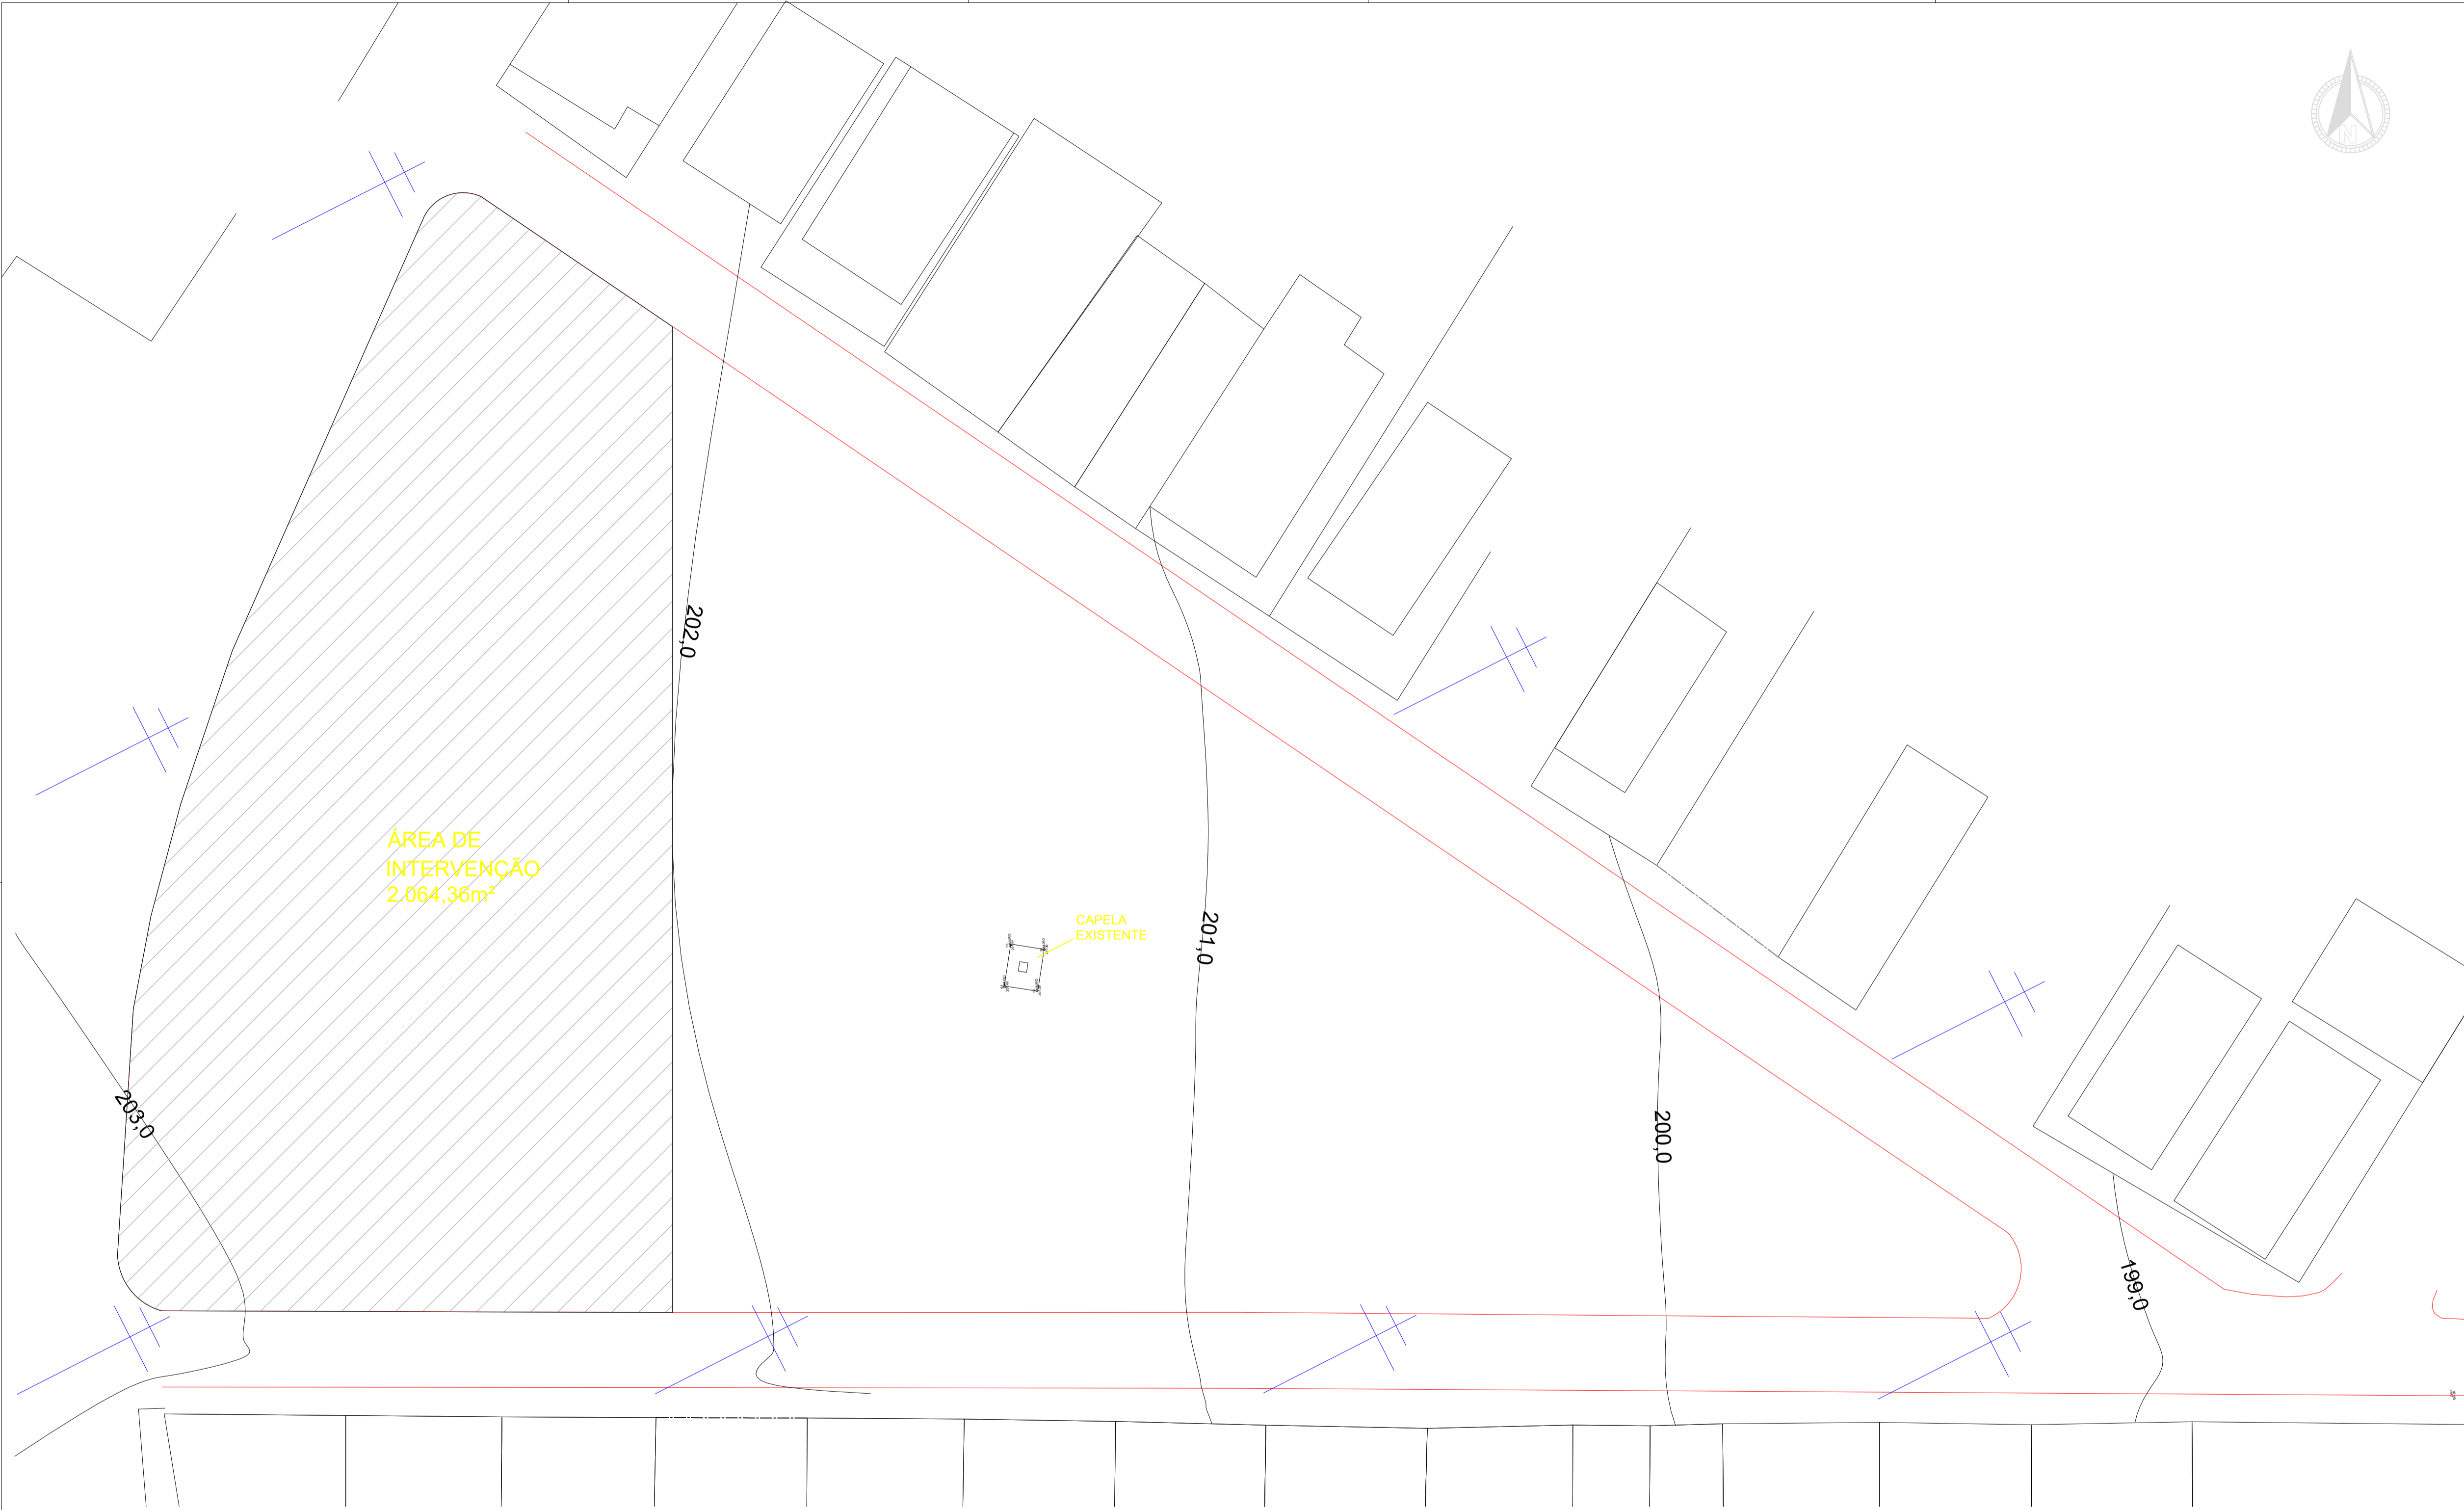 N
202,0
ÁREA DE
INTERVENÇÃO
2.064,36m²
CAPELA
EXISTENTE
201,0
203,0
200,0
199,0